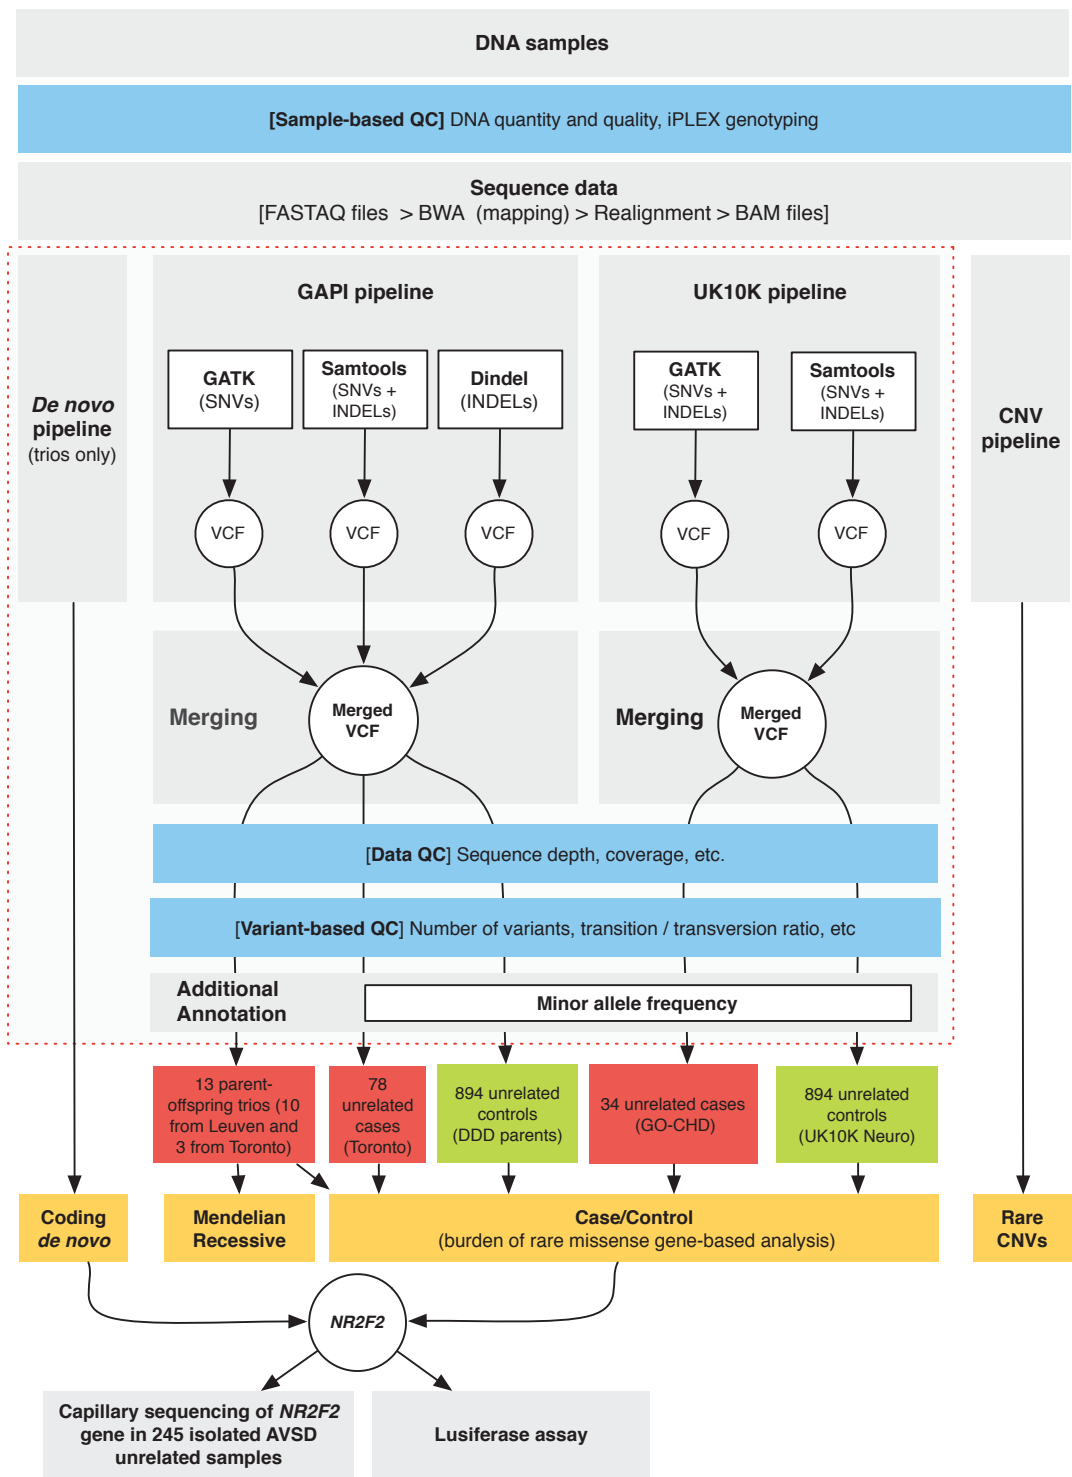 DNA samples
[Sample-based QC] DNA quantity and quality, iPLEX genotyping
Sequence data
[FASTAQ files > BWA (mapping) > Realignment > BAM files]
De novo
pipeline
(trios only)
GAPI pipeline
GATK
(SNVs)
Samtools
(SNVs +
INDELs)
Dindel
(INDELs)
VCF
VCF
VCF
UK10K pipeline
GATK
(SNVs +
INDELs)
Samtools
(SNVs +
INDELs)
VCF
VCF
CNV
pipeline
Merging
Merged
VCF
Merging
Merged
VCF
[Data QC] Sequence depth, coverage, etc.
[Variant-based QC] Number of variants, transition / transversion ratio, etc
Additional
Annotation
Minor allele frequency
13 parent-
offspring trios (10
from Leuven and
3 from Toronto)
78
unrelated
cases
(Toronto)
894 unrelated
controls
(DDD parents)
34 unrelated cases
(GO-CHD)
894 unrelated
controls
(UK10K Neuro)
Coding
de novo
Mendelian
Recessive
Case/Control
(burden of rare missense gene-based analysis)
Rare
CNVs
NR2F2
Capillary sequencing of NR2F2
gene in 245 isolated AVSD
unrelated samples
Lusiferase assay